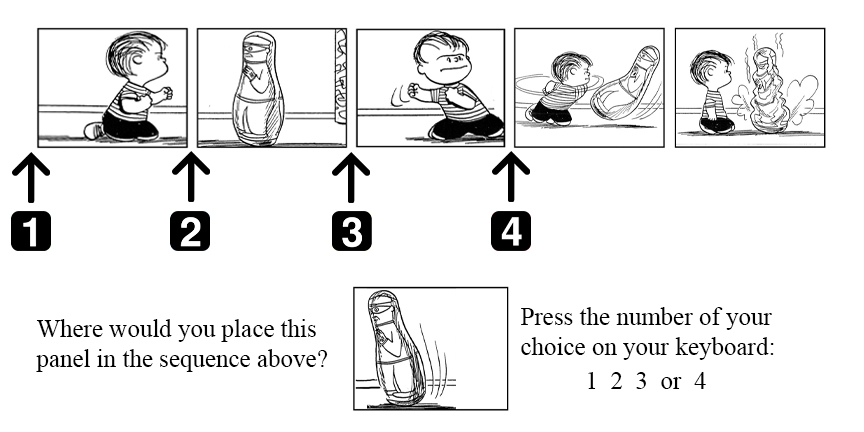 1
2
3
4
Where would you place this
panel in the sequence above?
Press the number of your
choice on your keyboard:
1 2 3 or 4